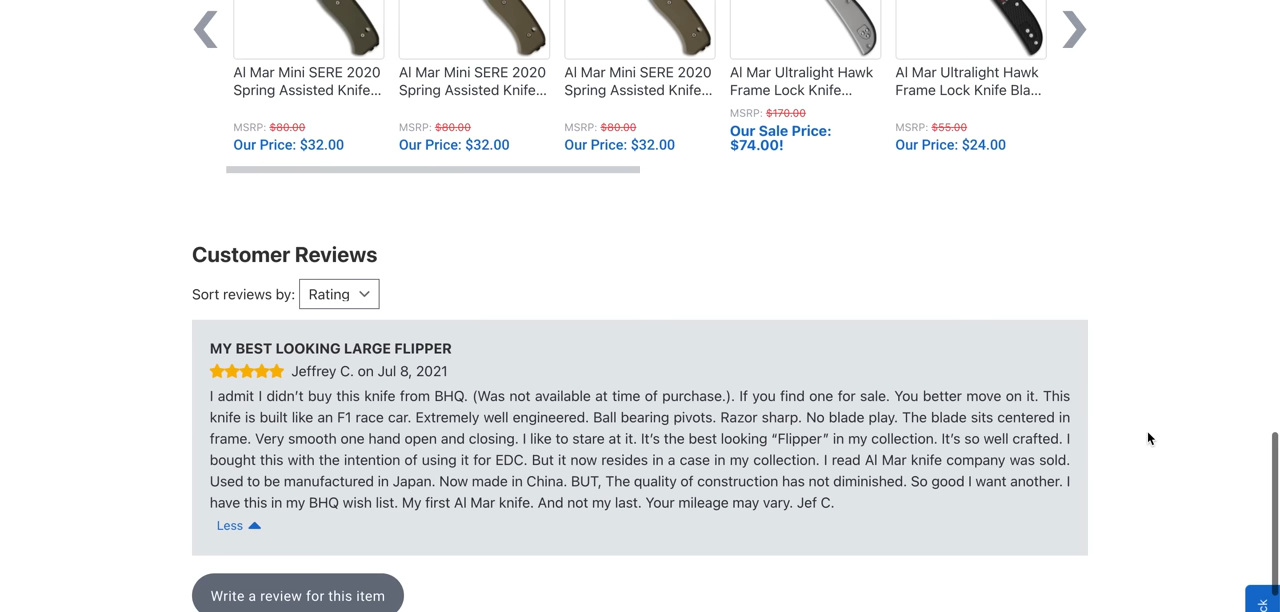 ❮
❯
Al Mar Mini SERE 2020
Spring Assisted Knife...
MSRP: $80.00
Our Price: $32.00
Al Mar Mini SERE 2020
Spring Assisted Knife...
MSRP: $80.00
Our Price: $32.00
Al Mar Mini SERE 2020
Spring Assisted Knife...
MSRP: $80.00
Our Price: $32.00
Al Mar Ultralight Hawk
Frame Lock Knife...
MSRP: $170.00
Our Sale Price:
$74.00!
Al Mar Ultralight Hawk
Frame Lock Knife Bla...
MSRP: $55.00
Our Price: $24.00
Customer Reviews
Sort reviews by: Rating
MY BEST LOOKING LARGE FLIPPER
Jeffrey C. on Jul 8, 2021
I admit I didn’t buy this knife from BHQ. (Was not available at time of purchase.). If you find one for sale. You better move on it. This
knife is built like an F1 race car. Extremely well engineered. Ball bearing pivots. Razor sharp. No blade play. The blade sits centered in
frame. Very smooth one hand open and closing. I like to stare at it. It’s the best looking “Flipper” in my collection. It’s so well crafted. I
bought this with the intention of using it for EDC. But it now resides in a case in my collection. I read Al Mar knife company was sold.
Used to be manufactured in Japan. Now made in China. BUT, The quality of construction has not diminished. So good I want another. I
have this in my BHQ wish list. My first Al Mar knife. And not my last. Your mileage may vary. Jef C.
Less
Write a review for this item